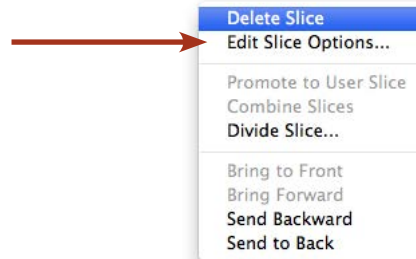 Delete Slice
Edit Slice Options...
Promote to User Slice
Combine Slices
Divide Slice...
Bring to Front
Bring Forward
Send Backward
Send to Back